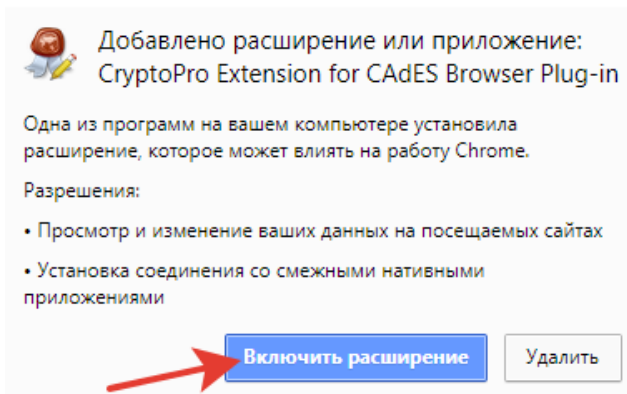 Добавлено расширение или приложение:
CryptoPro Extension for CAdES Browser Plug-in
Одна из программ на вашем компьютере установила
расширение, которое может влиять на работу Chrome.
Разрешения:
• Просмотр и изменение ваших данных на посещаемых сайтах
• Установка соединения со смежными нативными
приложениями
Включить расширение
Удалить